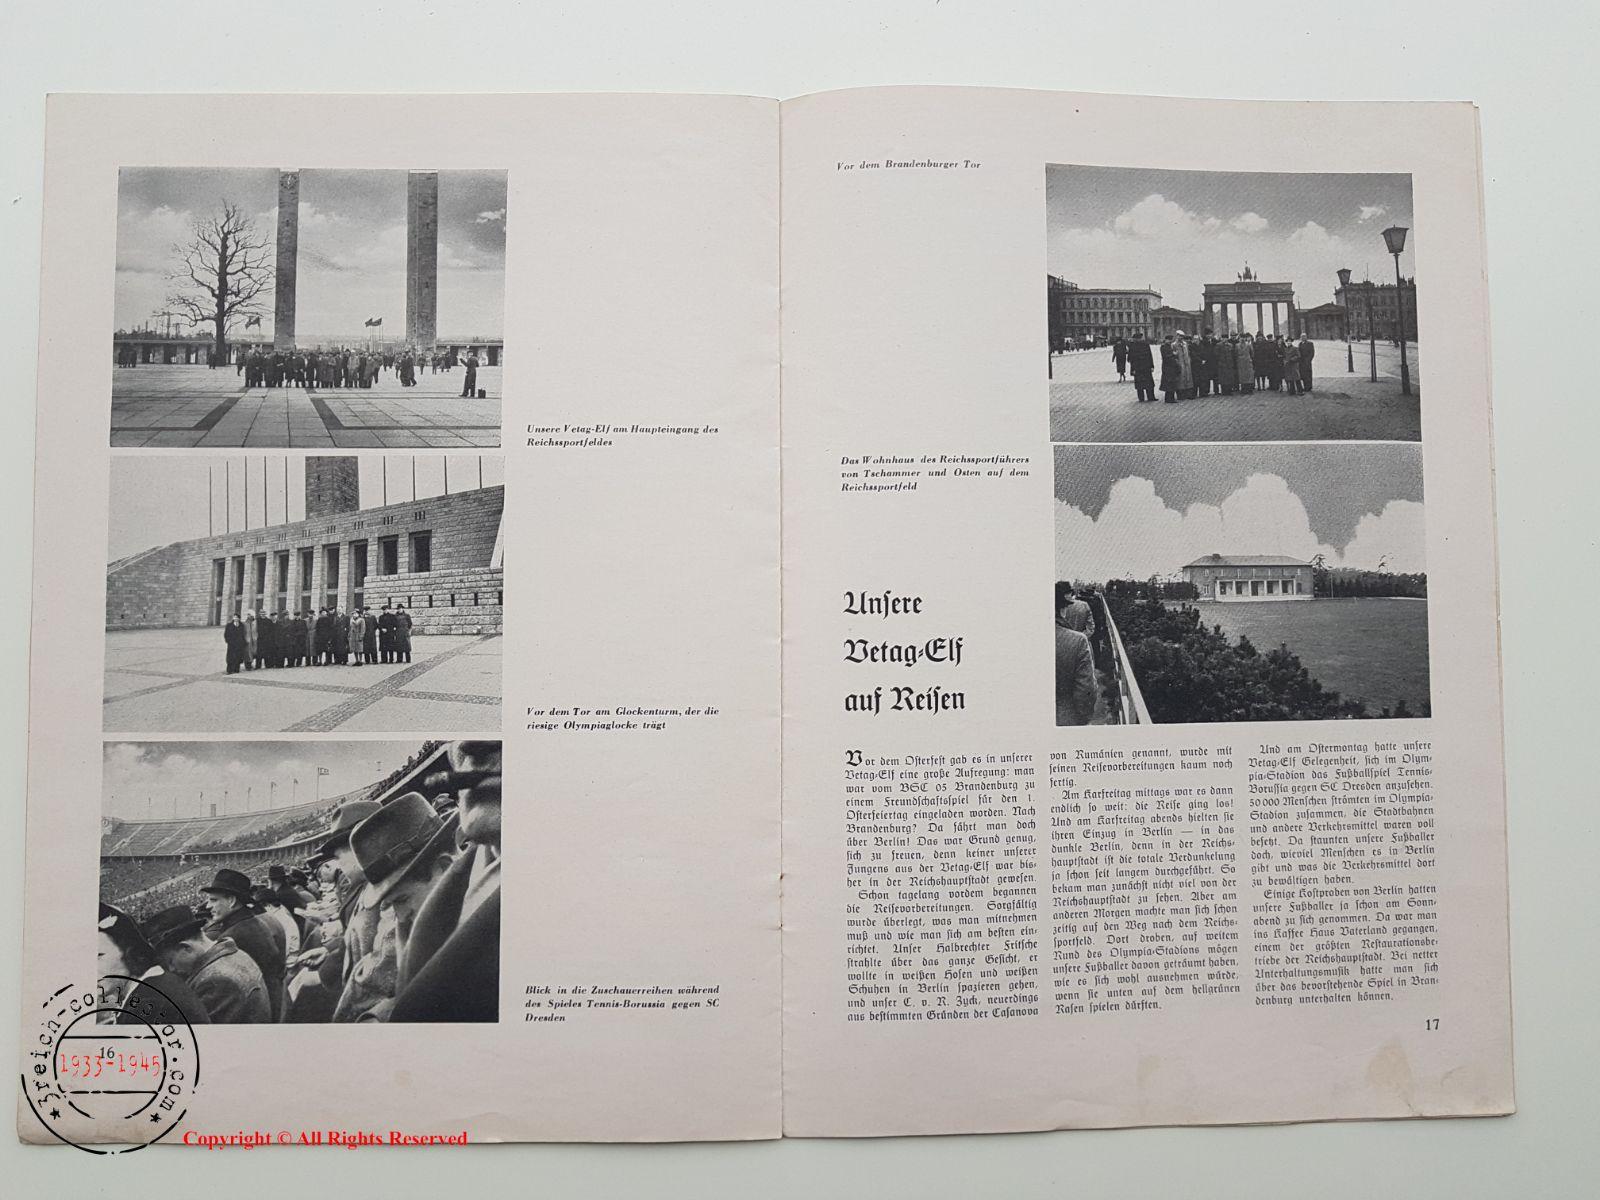 Unsere Vetag-Elf am Haupteingang des
Reichssportfeldes
Vor dem Tor am Glockenturm, der die
riesige Olympiaglocke trägt
Blick in die Zuschauerreihen während
des Spieles Tennis-Borussia gegen SC
Dresden
16
Vor dem Brandenburger Tor
Das Wohnhaus des Reichssportführers
von Tschammer und Osten auf dem
Reichssportfeld
Unsere
Vetag-Elf
auf Reisen
Vor dem Osterfest gab es in unserer
Vetag-Elf eine große Aufregung: man
war vom BSC 05 Brandenburg zu
einem Freundschaftsspiel für den 1.
Osterfeiertag eingeladen worden. Nach
Brandenburg? Da fährt man doch
über Berlin! Das war Grund genug,
sich zu freuen, denn keiner unserer
Jungens aus der Vetag-Elf war bis-
her in der Reichshauptstadt gewesen.
Schon tagelang vordem begannen
die Reisevorbereitungen. Sorgfältig
wurde überlegt, was man mitnehmen
muß und wie man sich am besten ein-
richtet. Unser Halbrechter Fritsche
strahlte über das ganze Gesicht, er
wollte in weißen Hosen und weißen
Schuhen in Berlin spazieren gehen,
und unser C. v. R. Zych, neuerdings
aus bestimmten Gründen der Casanova
von Rumänien genannt, wurde mit
seinen Reisevorbereitungen kaum noch
fertig.
Am Karfreitag mittags war es dann
endlich so weit: die Reise ging los!
Und am Karfreitag abends hielten sie
ihren Einzug in Berlin — in das
dunkle Berlin, denn in der Reichs-
hauptstadt ist die totale Verdunkelung
ja schon seit langem durchgeführt. So
bekam man zunächst nicht viel von der
Reichshauptstadt zu sehen. Aber am
anderen Morgen machte man sich schon
zeitig auf den Weg nach dem Reichs-
sportfeld. Dort droben, auf weitem
Rund des Olympia-Stadions mögen
unsere Fußballer davon geträumt haben,
wie es sich wohl ausnehmen würde,
wenn sie unten auf dem hellgrünen
Rasen spielen dürften.
Und am Ostermontag hatte unsere
Vetag-Elf Gelegenheit, sich im Olym-
pia-Stadion das Fußballspiel Tennis-
Borussia gegen SC Dresden anzusehen.
50 000 Menschen strömten im Olympia-
Stadion zusammen, die Stadtbahnen
und andere Verkehrsmittel waren voll
besetzt. Da staunten unsere Fußballer
doch, wieviel Menschen es in Berlin
gibt und was die Verkehrsmittel dort
zu bewältigen haben.
Einige Kostproben von Berlin hatten
unsere Fußballer ja schon am Sonn-
abend zu sich genommen. Da war man
ins Kaffee Haus Vaterland gegangen,
einem der größten Restaurationsbe-
triebe der Reichshauptstadt. Bei netter
Unterhaltungsmusik hatte man sich
über das bevorstehende Spiel in Bran-
denburg unterhalten können.
17
3reich-collector.com
1933-1945
Copyright © All Rights Reserved